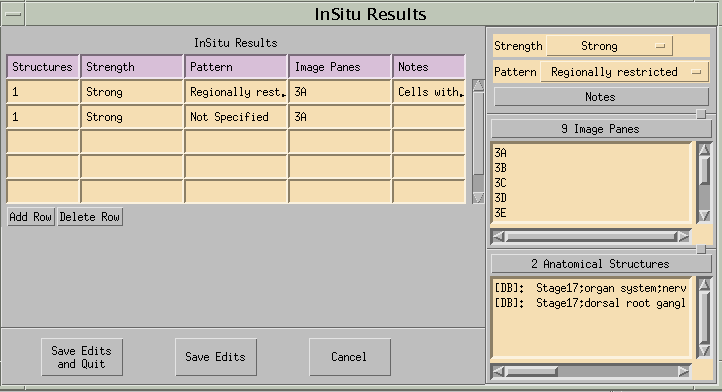 InSitu Results
InSitu Results
Structures Strength Pattern Image Panes Notes
1 Strong Regionally rest. 3A Cells with.
1 Strong Not Specified 3A
Add Row Delete Row
Save Edits and Quit
Save Edits
Cancel
Strength Strong
Pattern Regionally restricted
Notes
9 Image Panes
3A
3B
3C
3D
3E
2 Anatomical Structures
[DB]: Stage17;organ system;nerv
[DB]: Stage17;dorsal root gangl